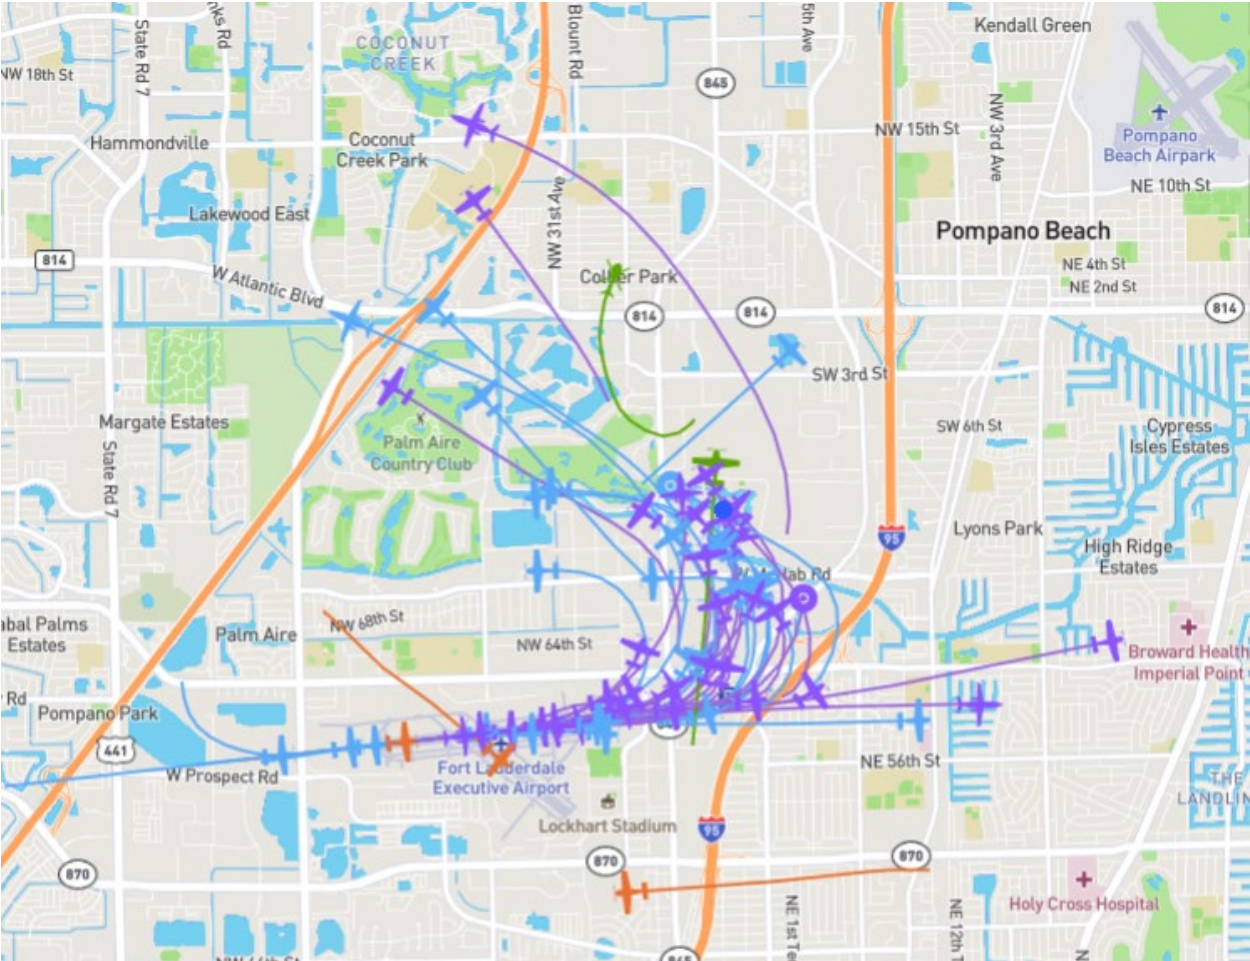 Kendall Green
State Rd 7
Blount Rd
5th Ave
COCONUT
CREEK
NW 18th St
845
NW 15th St
NW 3rd Ave
Pompano
Beach Airpark
Hammondville
Coconut
Creek Park
NE 10th St
NW 31st Ave
Lakewood East
Pompano Beach
814
W Atlantic Blvd
NE 4th St
NE 2nd St
814
814
814
SW 3rd St
Margate Estates
SW 6th St
Cypress
Isles Estates
Palm Aire
Country Club
State Rd 7
Lyons Park
95
High Ridge
Estates
NW 68th St
Palm Aire
NW 64th St
Estates
Broward Health
Imperial Point
Rd
Pompano Park
441
W Prospect Rd
Fort Lauderdale
Executive Airport
NE 56th St
THE
Lockhart Stadium
95
870
870
870
Holy Cross Hospital